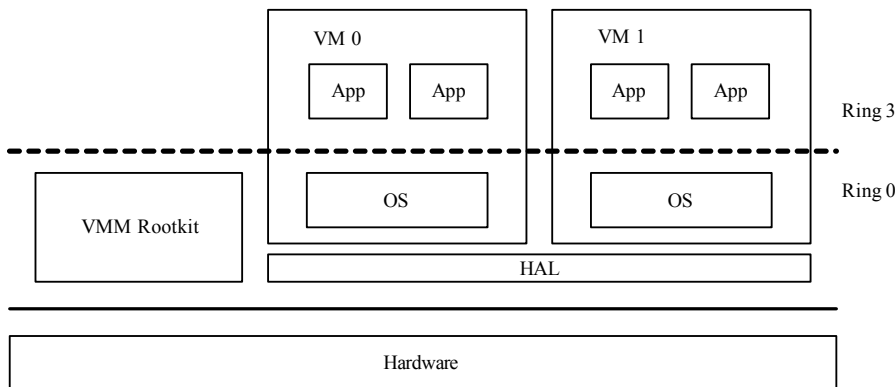 VM 0
VM 1
App
App
App
App
Ring 3
Ring 0
VMM Rootkit
OS
OS
HAL
Hardware